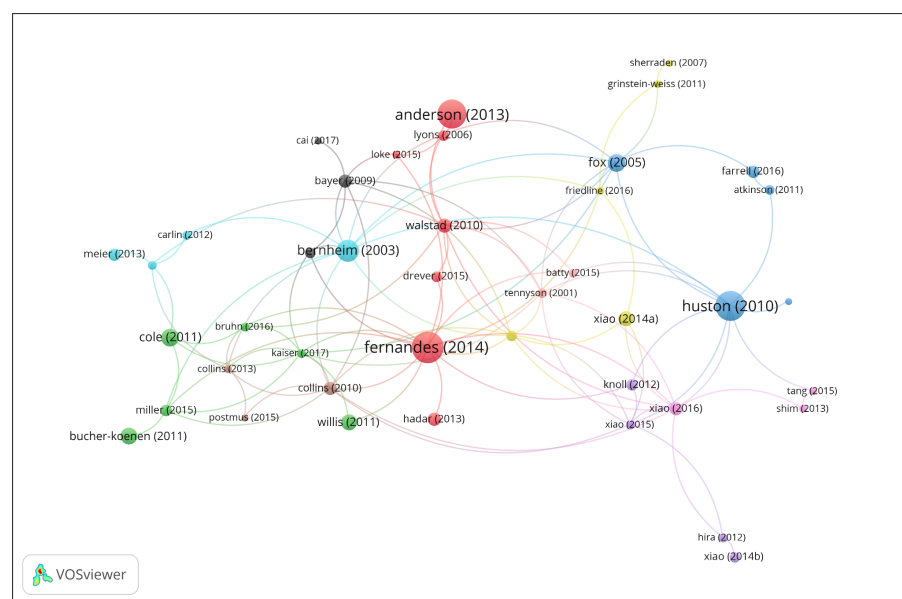 sherraden (2007)
grinstein-weiss (2011)
anderson (2013)
lyons (2006)
cai (2017)
loke (2015)
fox (2005)
farrell (2016)
bayer (2009)
atkinson (2011)
friedline (2016)
walstad (2010)
carlin (2012)
bernheim (2003)
meier (2013)
drever (2015)
batty (2015)
tennyson (2001)
huston (2010)
xiao (2014a)
bruhn (2016)
cole (2011)
fernandes (2014)
kaiser (2017)
collins (2013)
collins (2010)
knoll (2012)
tang (2015)
miller (2015)
postmus (2015)
willis (2011)
hadar (2013)
xiao (2016)
shim (2013)
xiao (2015)
bucher-koenen (2011)
hira (2012)
xiao (2014b)
VOSviewer